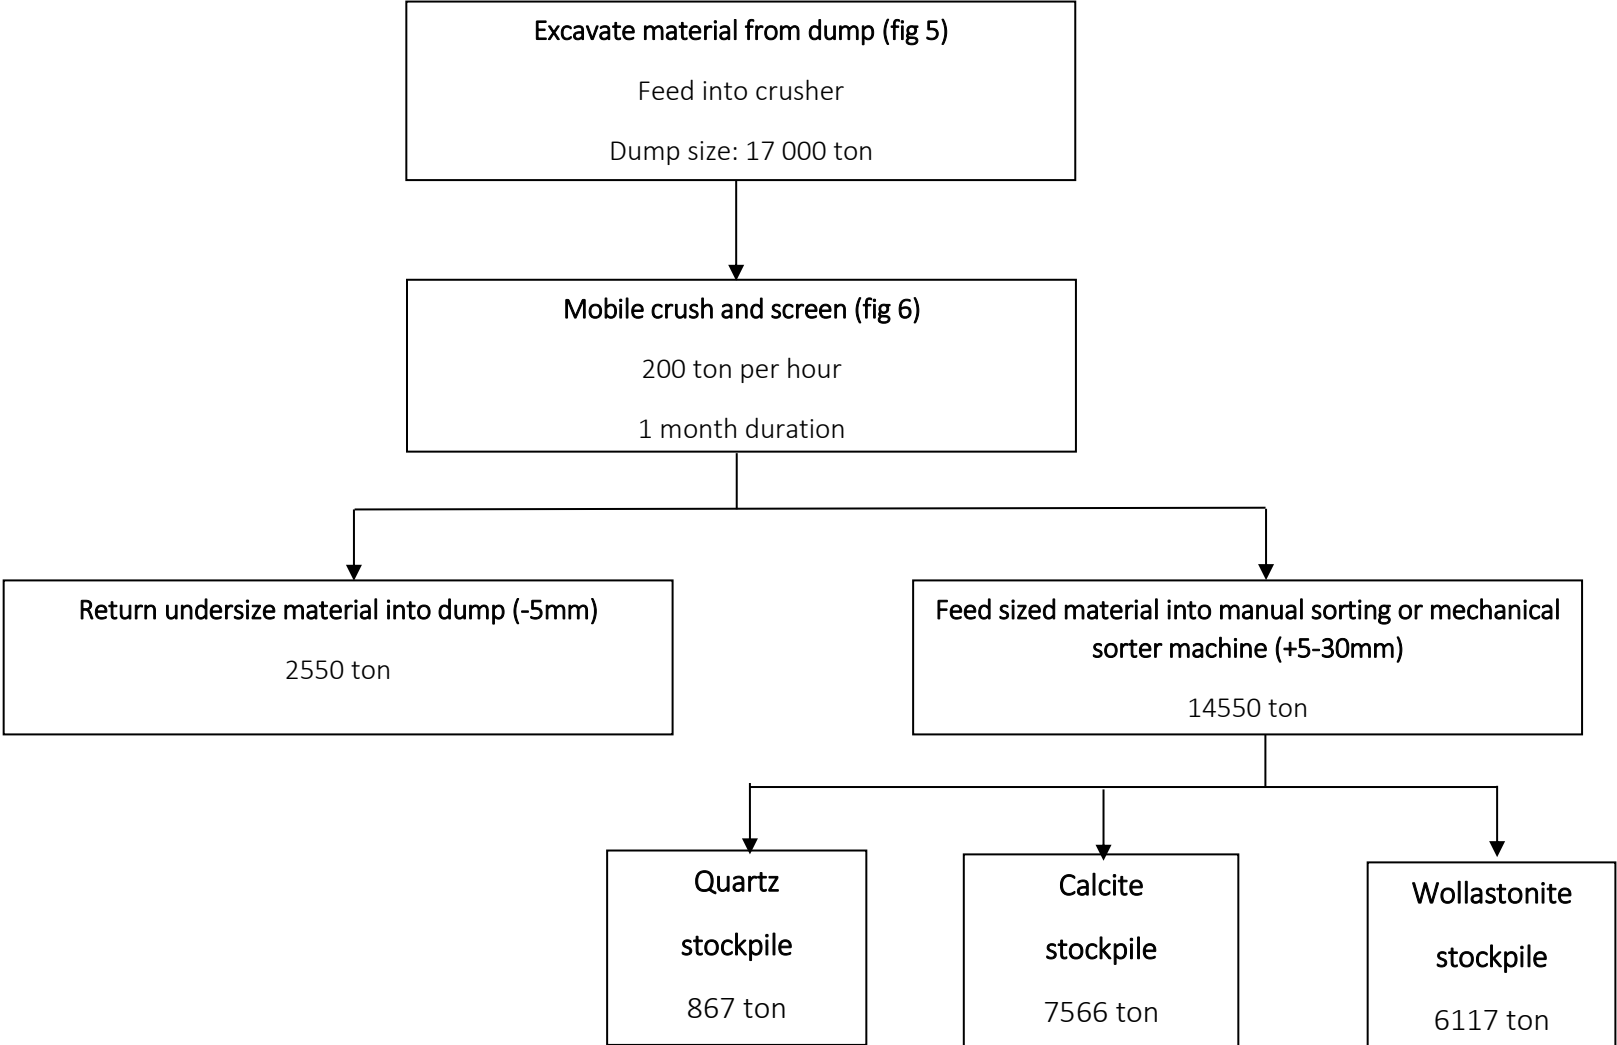 Excavate material from dump (fig 5)
Feed into crusher
Dump size: 17 000 ton
Mobile crush and screen (fig 6)
200 ton per hour
1 month duration
Return undersize material into dump (-5mm)
2550 ton
Feed sized material into manual sorting or mechanical
sorter machine (+5-30mm)
14550 ton
Quartz
stockpile
867 ton
Calcite
stockpile
7566 ton
Wollastonite
stockpile
6117 ton